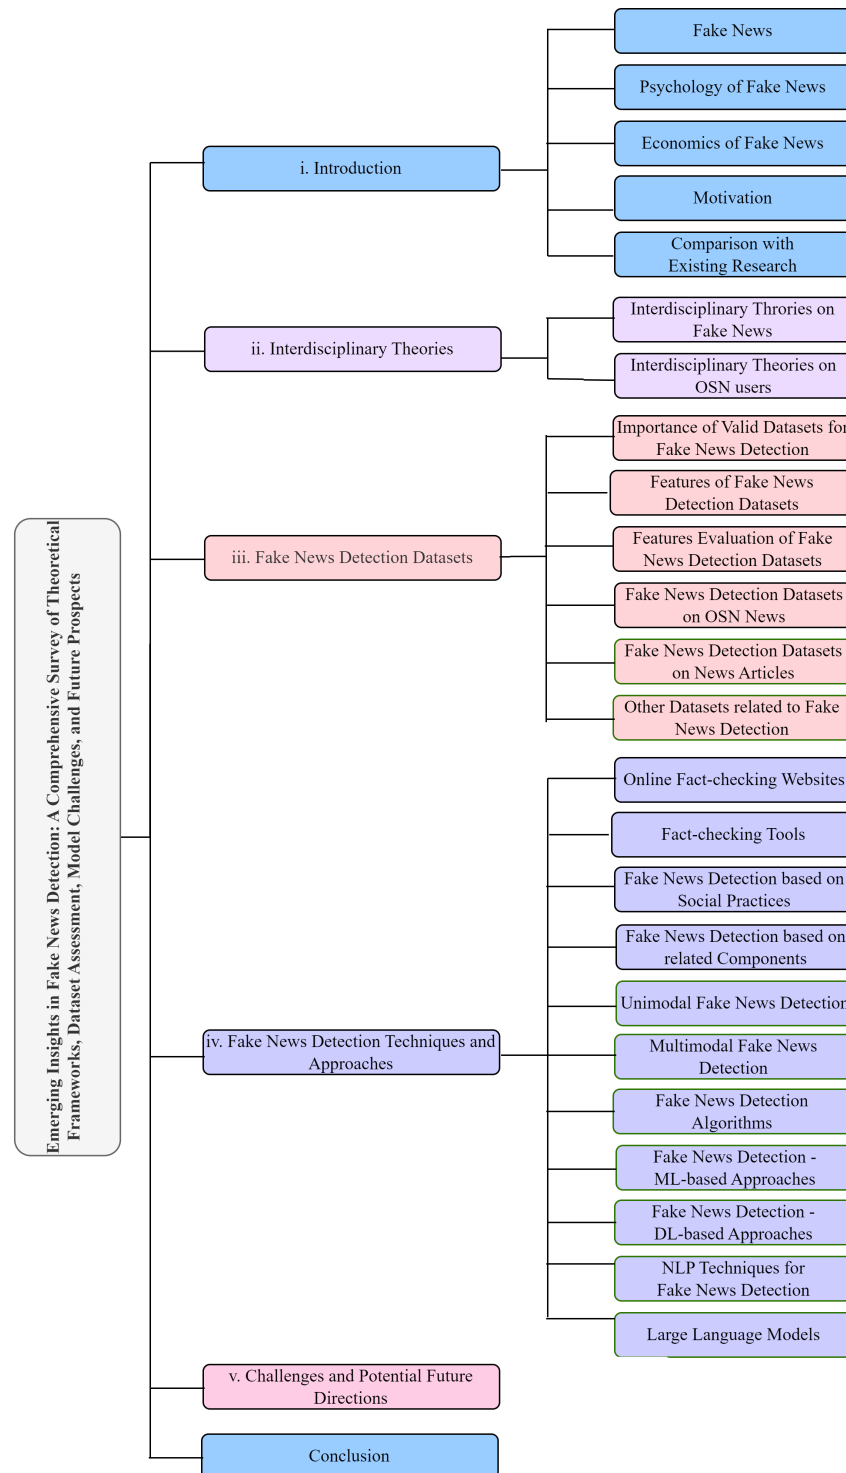 Emerging Insights in Fake News Detection: A Comprehensive Survey of Theoretical
Frameworks, Dataset Assessment, Model Challenges, and Future Prospects
i. Introduction
Fake News
Psychology of Fake News
Economics of Fake News
Motivation
Comparison with
Existing Research
ii. Interdisciplinary Theories
Interdisciplinary Throries on
Fake News
Interdisciplinary Theories on
OSN users
iii. Fake News Detection Datasets
Importance of Valid Datasets for
Fake News Detection
Features of Fake News
Detection Datasets
Features Evaluation of Fake
News Detection Datasets
Fake News Detection Datasets
on OSN News
Fake News Detection Datasets
on News Articles
Other Datasets related to Fake
News Detection
iv. Fake News Detection Techniques and
Approaches
Online Fact-checking Websites
Fact-checking Tools
Fake News Detection based on
Social Practices
Fake News Detection based on
related Components
Unimodal Fake News Detection
Multimodal Fake News
Detection
Fake News Detection
Algorithms
Fake News Detection -
ML-based Approaches
Fake News Detection -
DL-based Approaches
NLP Techniques for
Fake News Detection
Large Language Models
v. Challenges and Potential Future
Directions
Conclusion